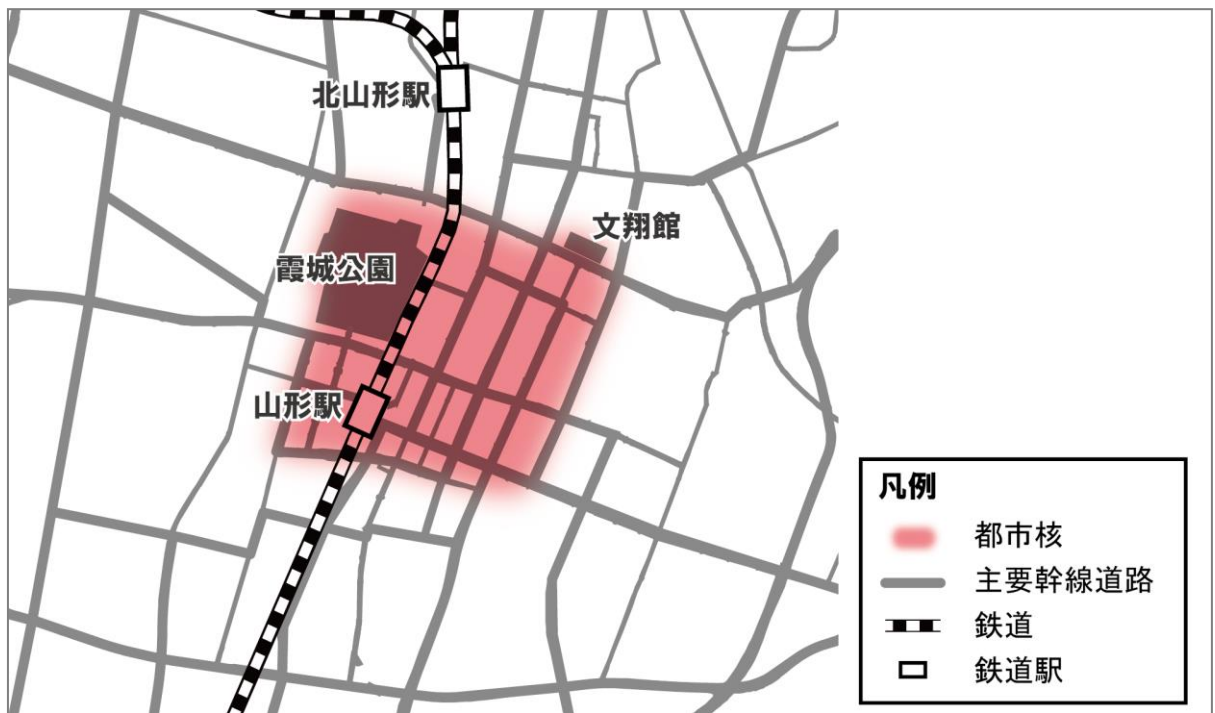 北山形駅
文翔館
霞城公園
山形駅
凡例
都市核
主要幹線道路
鉄道
鉄道駅